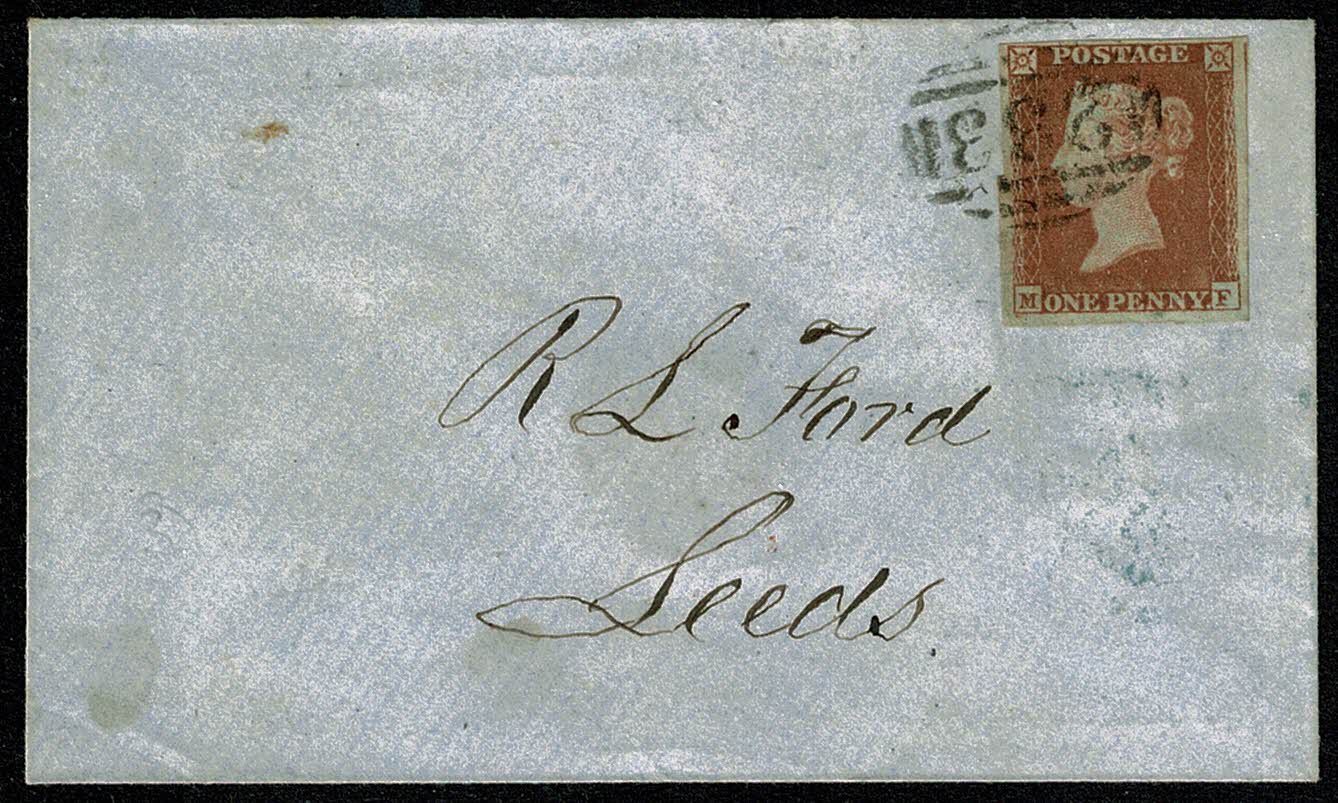 POSTAGE
M ONE PENNY. F
R L Ford
Leeds.